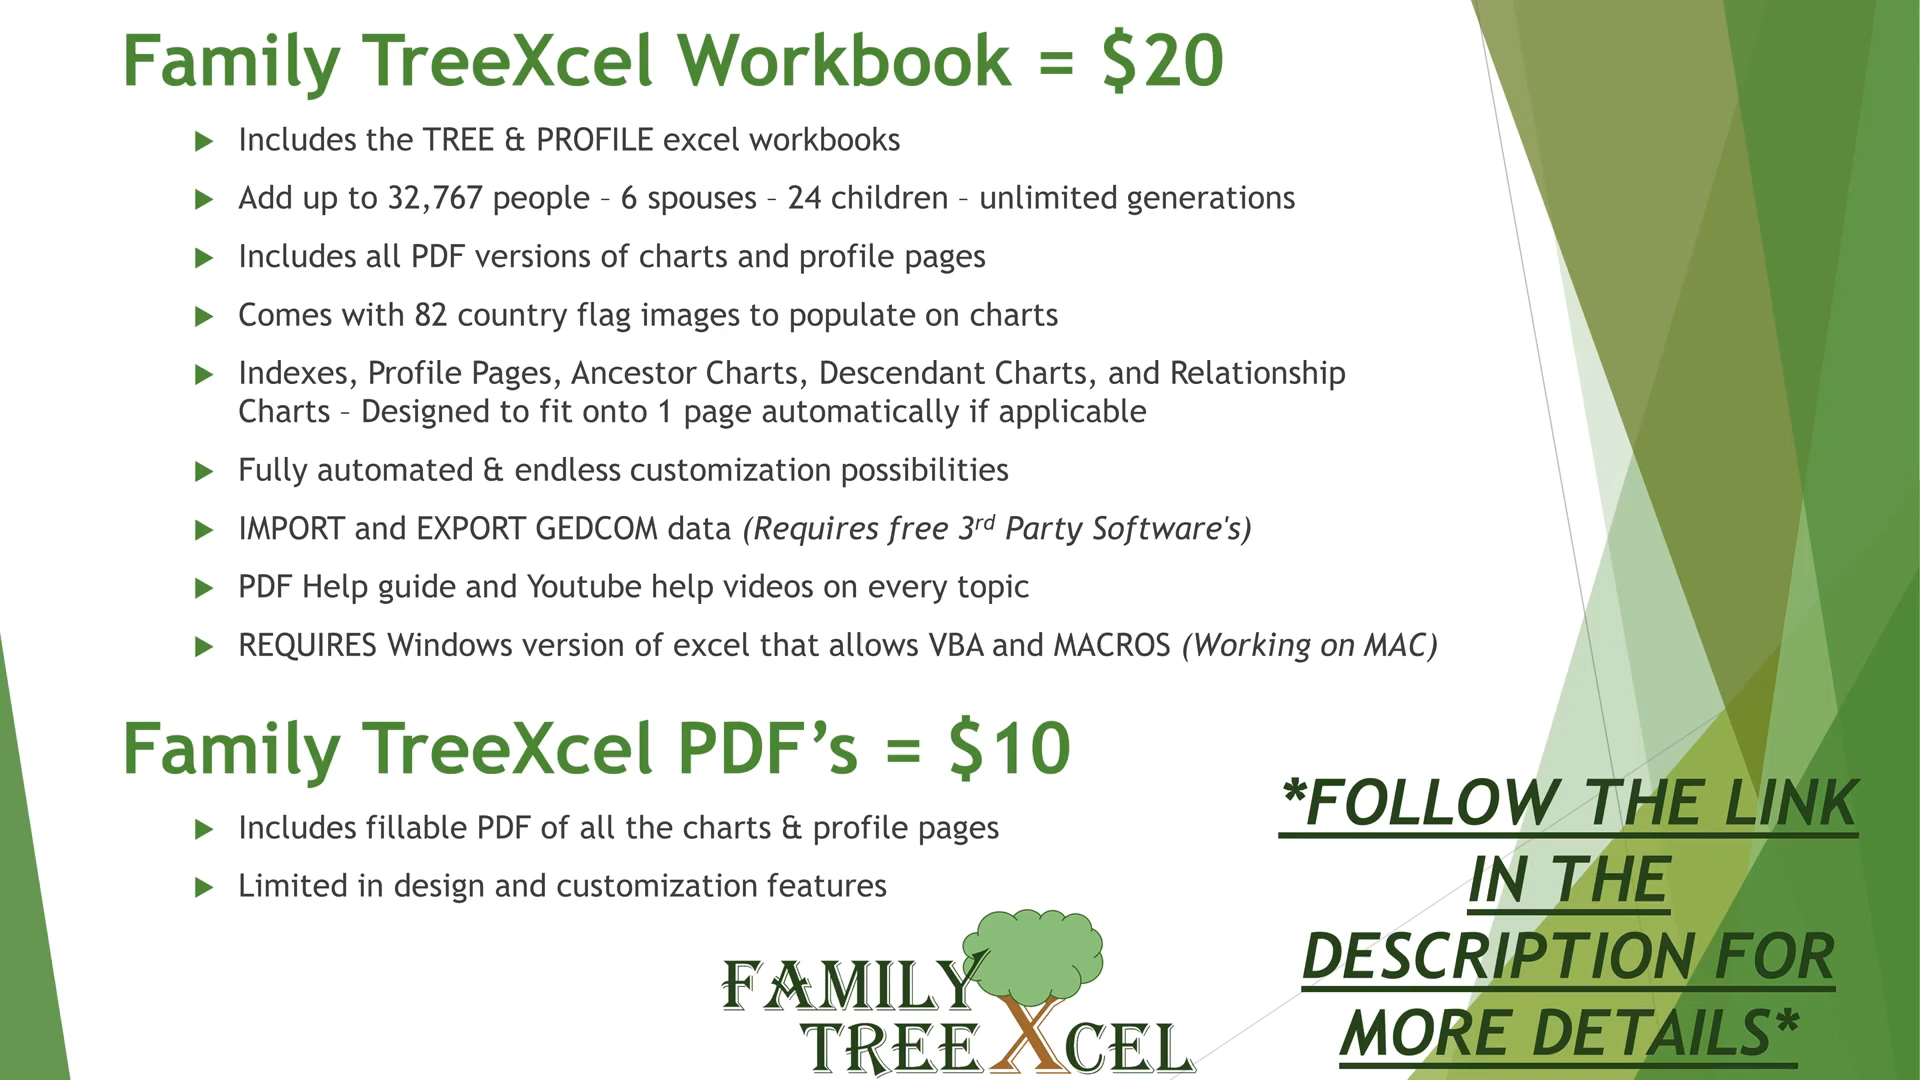 Family TreeXcel Workbook = $20
Includes the TREE & PROFILE excel workbooks
Add up to 32,767 people – 6 spouses – 24 children – unlimited generations
Includes all PDF versions of charts and profile pages
Comes with 82 country flag images to populate on charts
Indexes, Profile Pages, Ancestor Charts, Descendant Charts, and Relationship
Charts – Designed to fit onto 1 page automatically if applicable
Fully automated & endless customization possibilities
IMPORT and EXPORT GEDCOM data (Requires free 3rd Party Software's)
PDF Help guide and Youtube help videos on every topic
REQUIRES Windows version of excel that allows VBA and MACROS (Working on MAC)
Family TreeXcel PDF’s = $10
Includes fillable PDF of all the charts & profile pages
Limited in design and customization features
*FOLLOW THE LINK
IN THE
DESCRIPTION FOR
MORE DETAILS*
FAMILY
TREEXCEL